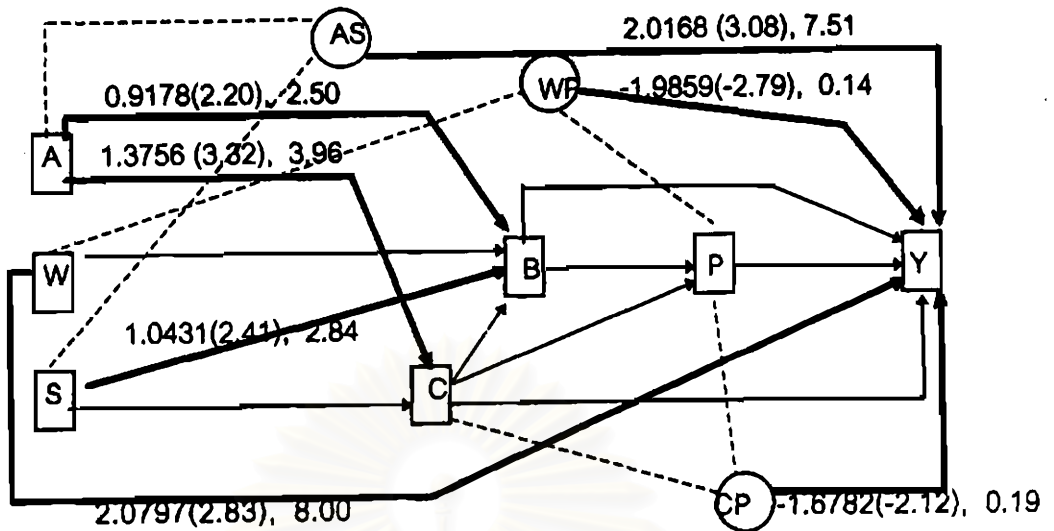 AS
2.0168 (3.08), 7.51
WP
-1.9859(-2.79), 0.14
0.9178(2.20), 2.50
A
1.3756 (3.32), 3.96
W
B
P
Y
1.0431(2.41), 2.84
S
C
CP
-1.6782(-2.12), 0.19
2.0797(2.83), 8.00